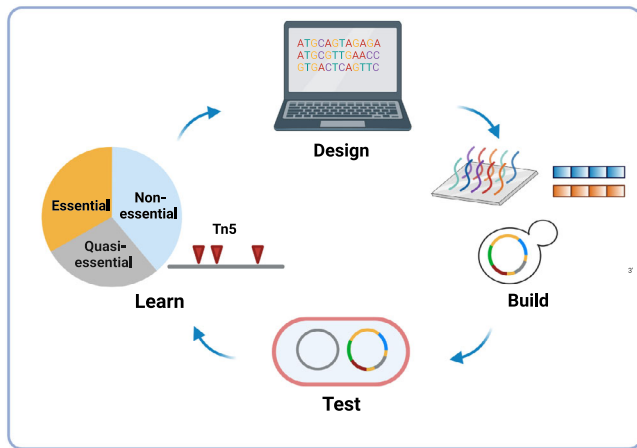 ATGCAGTAGAGA
ATGCGTTGAACC
GTGACTCAGTTC
Design
Essential
Non-
essential
Quasi-
essential
Tn5
Learn
Build
3'
Test